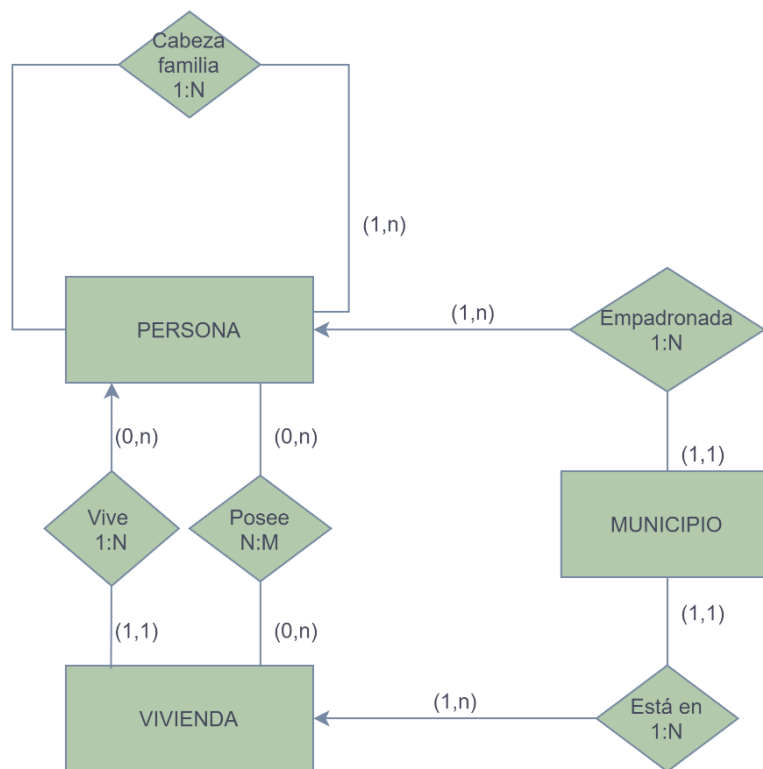 Cabeza
familia
1:N
(1,n)
PERSONA
(1,n)
Empadronada
1:N
(0,n)
(0,n)
(1,1)
Vive
1:N
Posee
N:M
MUNICIPIO
(1,1)
(0,n)
(1,1)
VIVIENDA
(1,n)
Está en
1:N